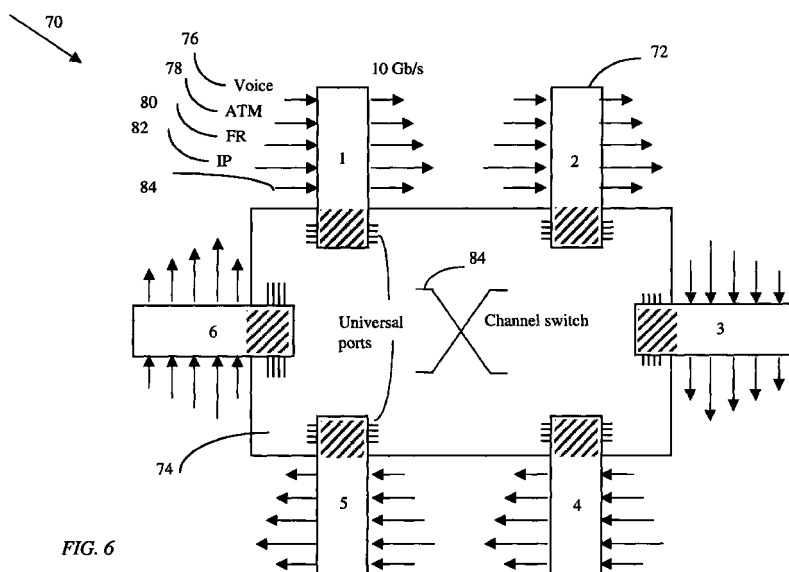 70
76
Voice
10 Gb/s
72
78
ATM
80
FR
82
IP
84
1
2
84
6
Universal
ports
Channel switch
3
74
5
4
FIG. 6